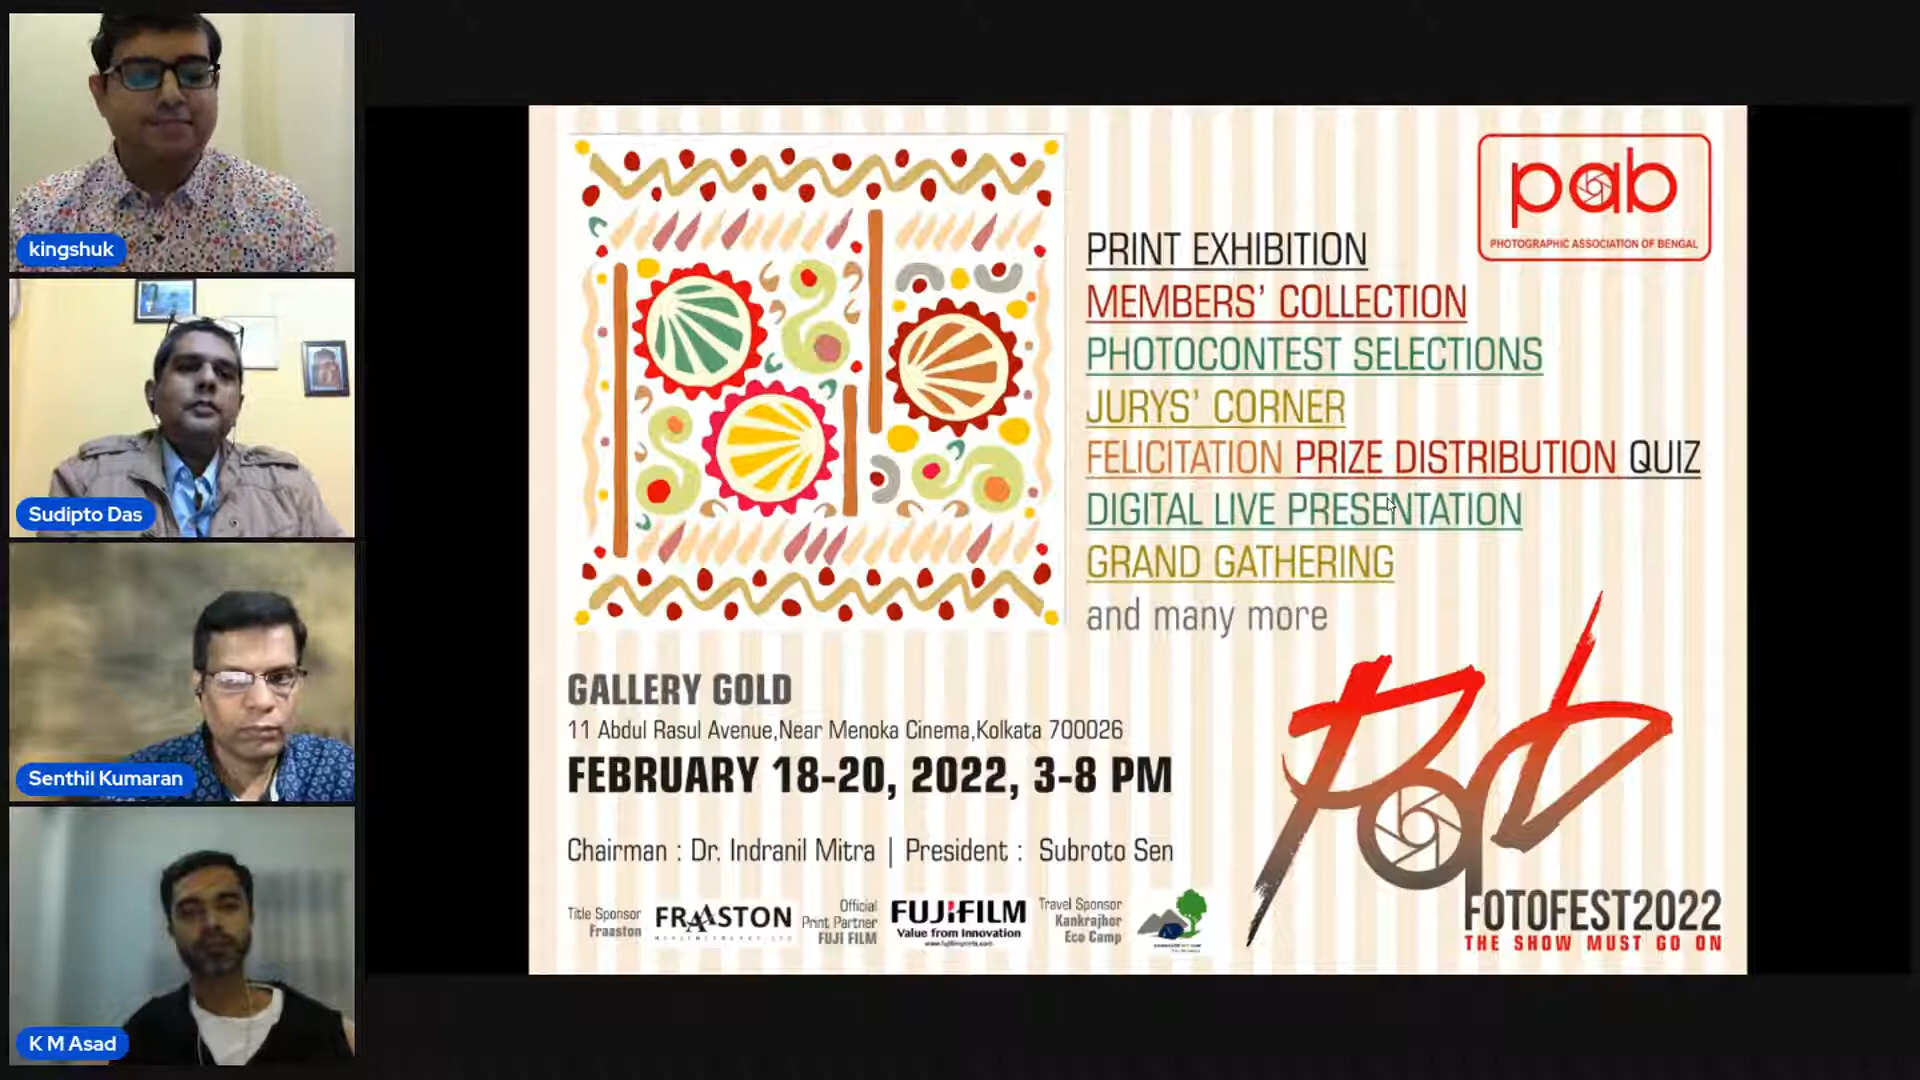 kingshuk
Sudipto Das
Senthil Kumaran
K M Asad
pab
PHOTOGRAPHIC ASSOCIATION OF BENGAL
PRINT EXHIBITION
MEMBERS’ COLLECTION
PHOTOCONTEST SELECTIONS
JURYS’ CORNER
FELICITATION PRIZE DISTRIBUTION QUIZ
DIGITAL LIVE PRESENTATION
GRAND GATHERING
and many more
GALLERY GOLD
11 Abdul Rasul Avenue,Near Menoka Cinema,Kolkata 700026
FEBRUARY 18-20, 2022, 3-8 PM
Chairman : Dr. Indranil Mitra | President : Subroto Sen
Title Sponsor
Fraaston
FRAASTON
Official
Print Partner
FUJI FILM
FUJIFILM
Value from Innovation
Travel Sponsor
Kankrajhor
Eco Camp
Pab
FOTOFEST2022
THE SHOW MUST GO ON